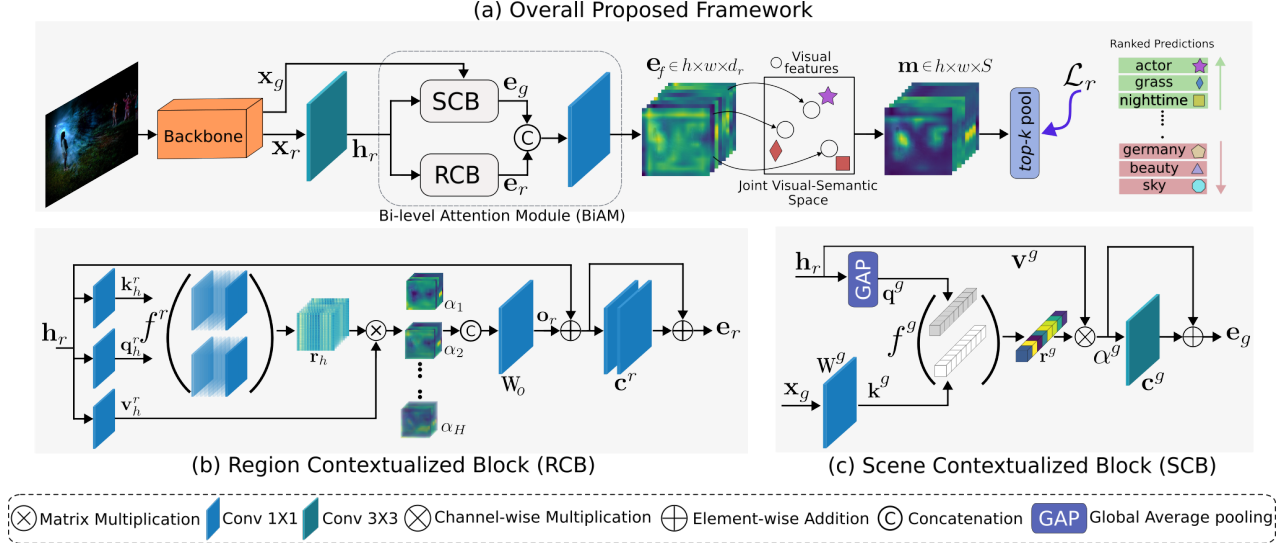 (a) Overall Proposed Framework
x_g
Backbone
x_r
h_r
SCB
RCB
e_g
e_r
C
Bi-level Attention Module (BiAM)
e_f ∈ h×w×d_r
Visual
features
Joint Visual-Semantic
Space
m ∈ h×w×S
top-k pool
ℒ_r
Ranked Predictions
actor
grass
nighttime
germany
beauty
sky
h_r
k_h^r
q_h^r
v_h^r
f^r
r_h
α_1
α_2
α_H
C
W_o
o_r
c^r
e_r
(b) Region Contextualized Block (RCB)
h_r
GAP
q^g
v^g
f^g
x_g
W^g
k^g
r^g
α^g
c^g
e_g
(c) Scene Contextualized Block (SCB)
Matrix Multiplication
Conv 1X1
Conv 3X3
Channel-wise Multiplication
Element-wise Addition
C Concatenation
GAP Global Average pooling